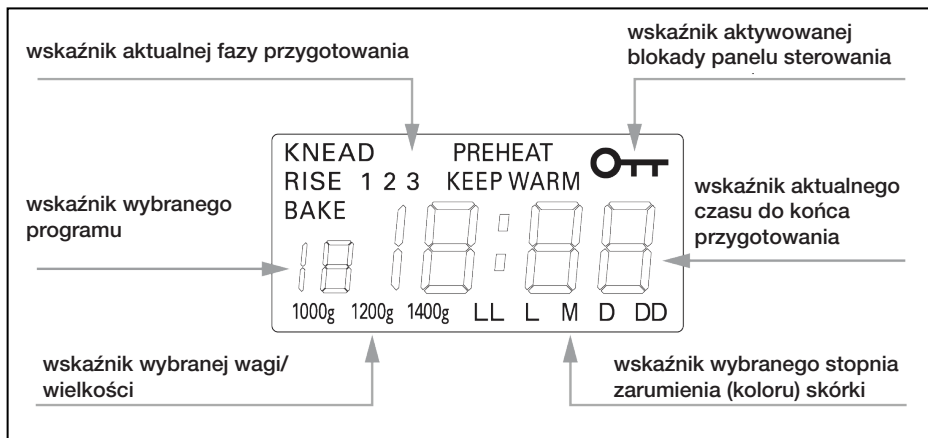 wskaźnik aktualnej fazy przygotowania
wskaźnik aktywowanej
blokady panelu sterowania
KNEAD PREHEAT
RISE 1 2 3 KEEP WARM
BAKE
wskaźnik wybranego
programu
wskaźnik aktualnego
czasu do końca
przygotowania
18 18:88
1000g 1200g 1400g LL L M D DD
wskaźnik wybranej wagi/
wielkości
wskaźnik wybranego stopnia
zarumienia (koloru) skórki